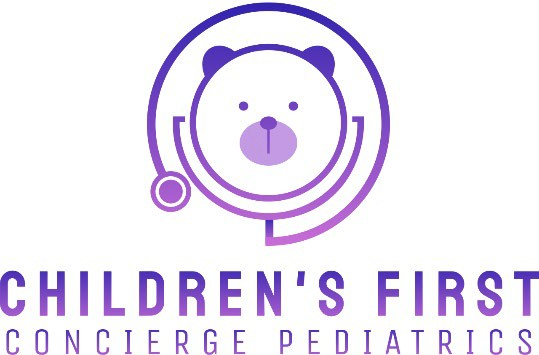 CHILDREN'S FIRST
CONCIERGE PEDIATRICS